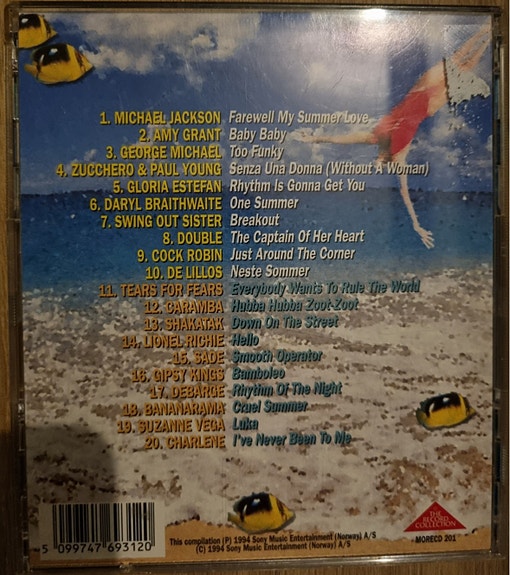 1. MICHAEL JACKSON Farewell My Summer Love
2. AMY GRANT Baby Baby
3. GEORGE MICHAEL Too Funky
4. ZUCCHERO & PAUL YOUNG Senza Una Donna (Without A Woman)
5. GLORIA ESTEFAN Rhythm Is Gonna Get You
6. DARYL BRAITHWAITE One Summer
7. SWING OUT SISTER Breakout
8. DOUBLE The Captain Of Her Heart
9. COCK ROBIN Just Around The Corner
10. DE LILLOS Neste Sommer
11. TEARS FOR FEARS Everybody Wants To Rule The World
12. CARAMBA Hubba Hubba Zoot-Zoot
13. SHAKATAK Down On The Street
14. LIONEL RICHIE Hello
15. SADE Smooth Operator
16. GIPSY KINGS Bamboleo
17. DEBARGE Rhythm Of The Night
18. BANANARAMA Cruel Summer
19. SUZANNE VEGA Luka
20. CHARLENE I've Never Been To Me
THE
RECORD
COLLECTION
MORECD 201
This compilation (P) 1994 Sony Music Entertainment (Norway) A/S
(C) 1994 Sony Music Entertainment (Norway) A/S
5 099747 693120